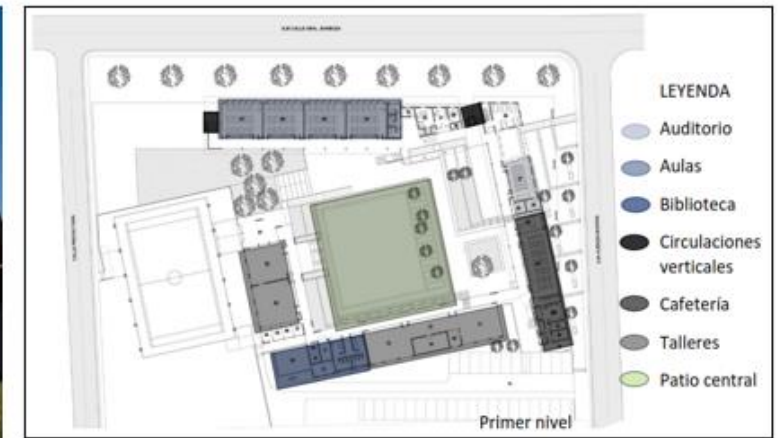 LEYENDA
Auditorio
Aulas
Biblioteca
Circulaciones
verticales
Cafetería
Talleres
Patio central
Primer nivel